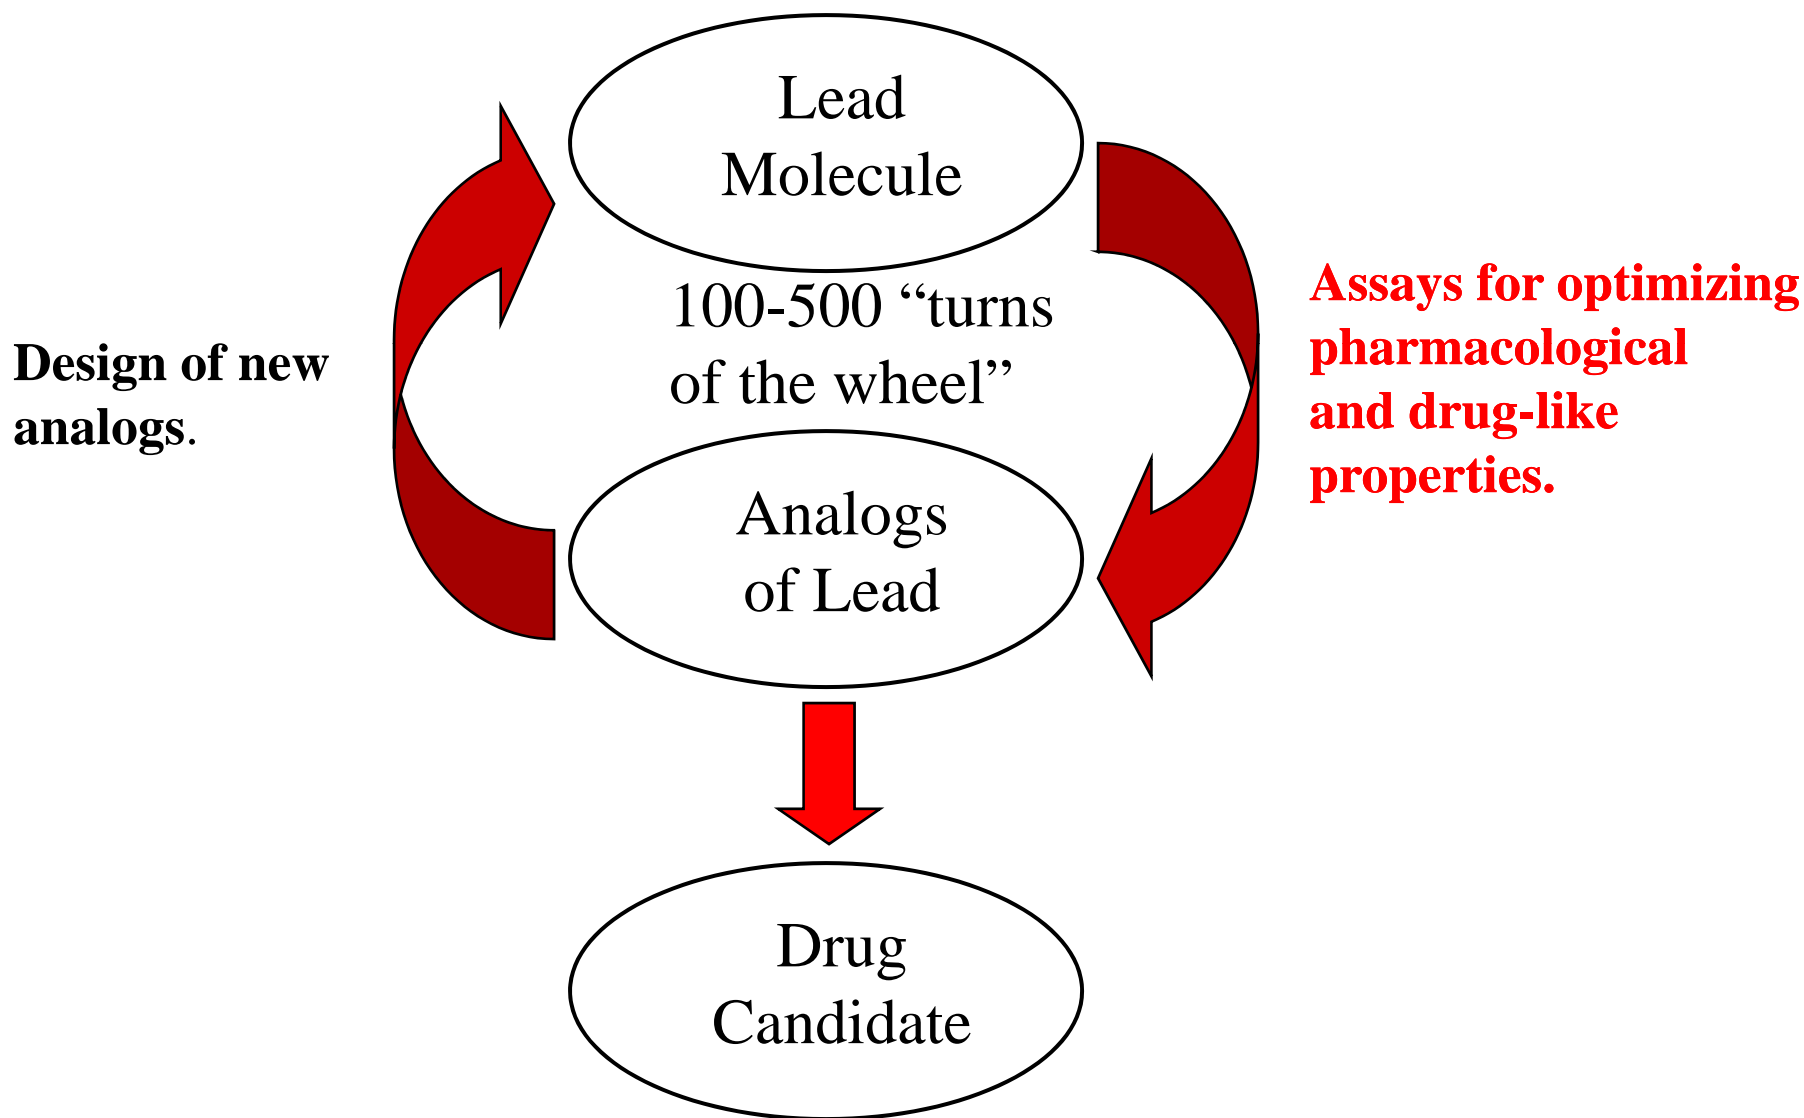 Lead
Molecule
100-500 “turns
of the wheel”
Design of new
analogs.
Assays for optimizing
pharmacological
and drug-like
properties.
Analogs
of Lead
Drug
Candidate